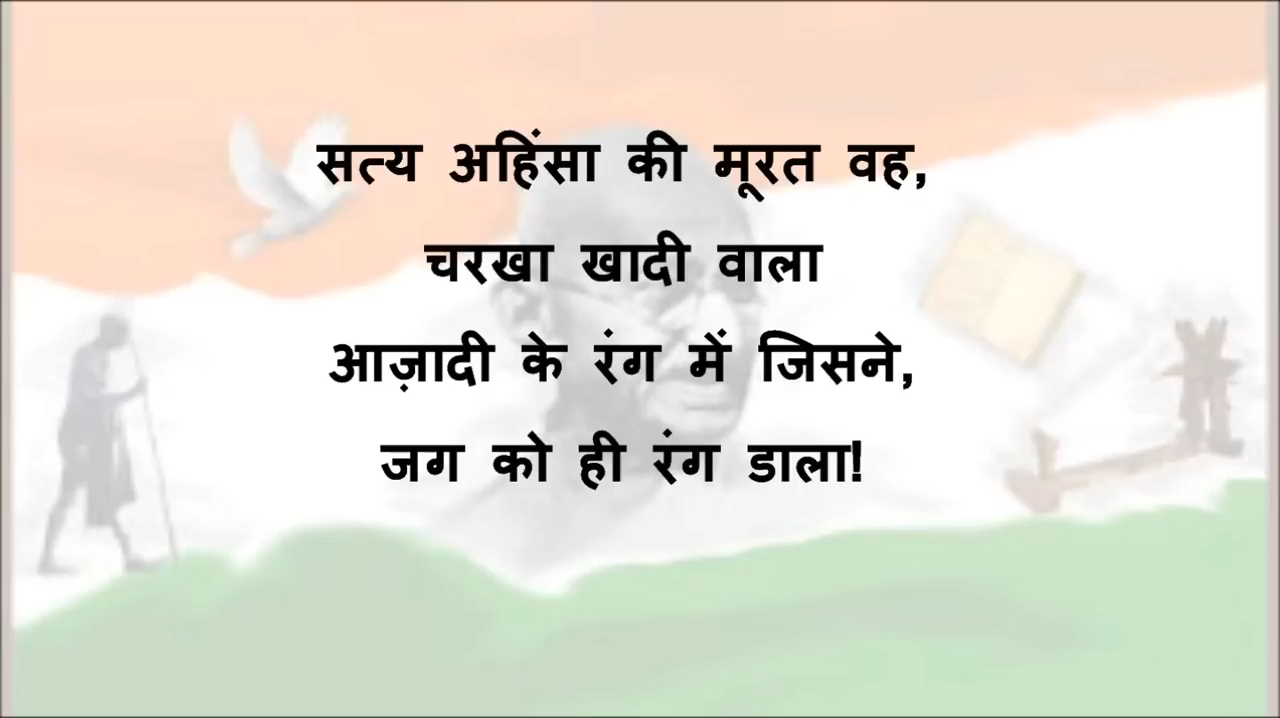 सत्य अहिंसा की मूरत वह,
चरखा खादी वाला
आज़ादी के रंग में जिसने,
जग को ही रंग डाला!